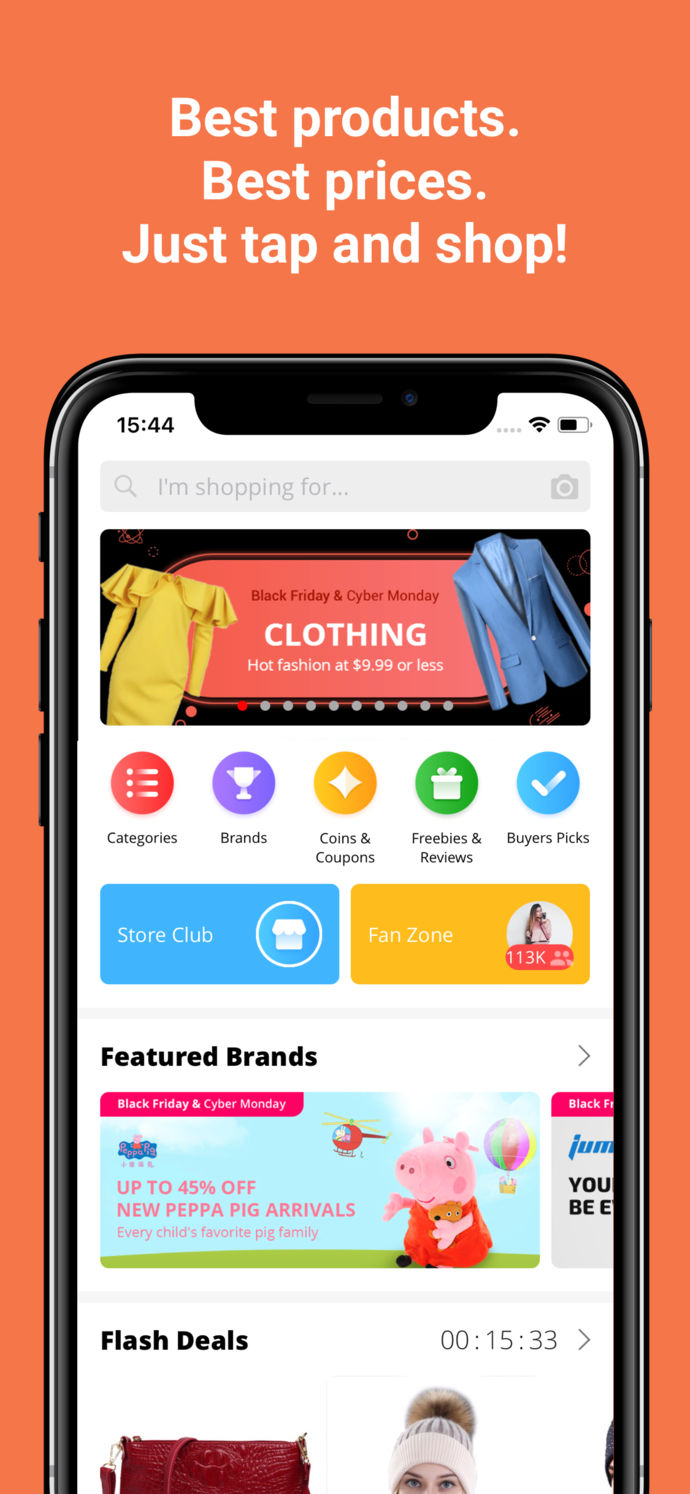 Best products.
Best prices.
Just tap and shop!
15:44
I'm shopping for...
Black Friday & Cyber Monday
CLOTHING
Hot fashion at $9.99 or less
Categories
Brands
Coins &
Coupons
Freebies &
Reviews
Buyers Picks
Store Club
Fan Zone
113K
Featured Brands
Black Friday & Cyber Monday
Peppa Pig
UP TO 45% OFF
NEW PEPPA PIG ARRIVALS
Every child's favorite pig family
Black Fr
jum
YOU
BE E
Flash Deals
00:15:33